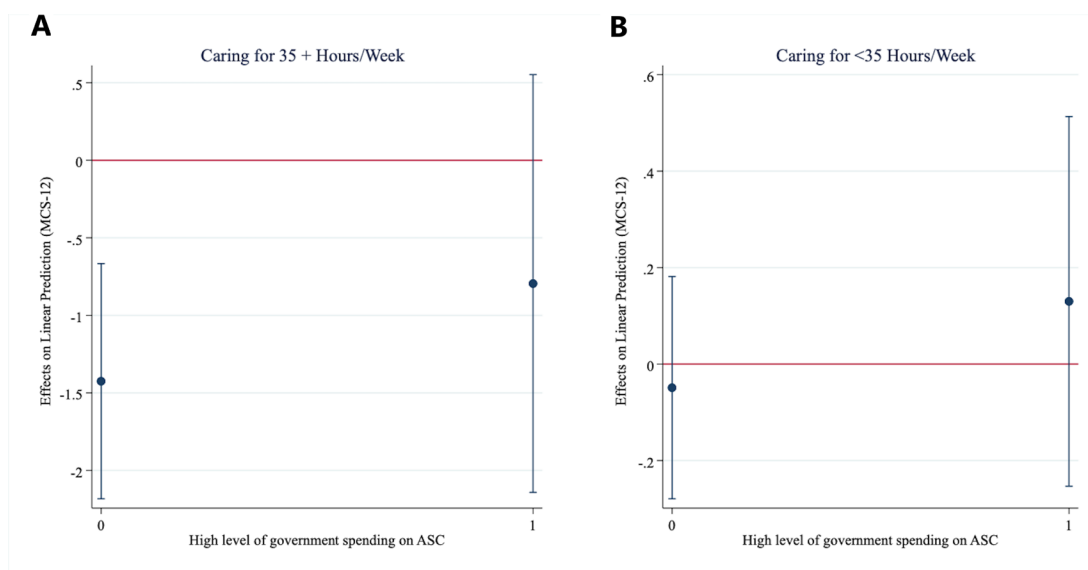 A
Caring for 35 + Hours/Week
Effects on Linear Prediction (MCS-12)
.5
0
-.5
-1
-1.5
-2
0
1
High level of government spending on ASC
B
Caring for <35 Hours/Week
Effects on Linear Prediction (MCS-12)
.6
.4
.2
0
-.2
0
1
High level of government spending on ASC